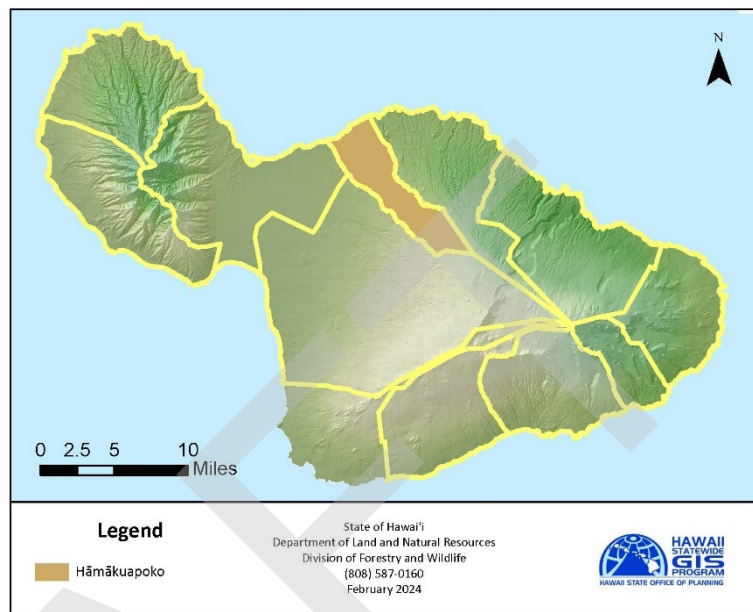 N
0 2.5 5 10
Miles
Legend
Hāmākuapoko
State of Hawai'i
Department of Land and Natural Resources
Division of Forestry and Wildlife
(808) 587-0160
February 2024
HAWAII
STATEWIDE
GIS
PROGRAM
HAWAII STATE OFFICE OF PLANNING